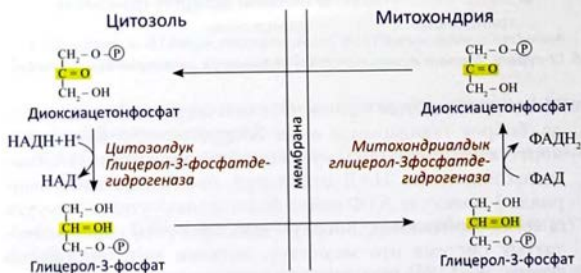 Цитозоль
Митохондрия
CH₂–O–Ⓟ
C=O
CH₂–OH
Диоксиацетонфосфат
CH₂–O–Ⓟ
C=O
CH₂–OH
Диоксиацетонфосфат
НАДН+Н⁺
НАД
Цитозолдук
Глицерол-3-фосфатде-
гидрогеназа
мембрана
Митохондриалдык
глицерол-3фосфатде-
гидрогеназа
ФАДН₂
ФАД
CH₂–OH
CH=OH
CH₂–O–Ⓟ
Глицерол-3-фосфат
CH₂–OH
CH=OH
CH₂–O–Ⓟ
Глицерол-3-фосфат